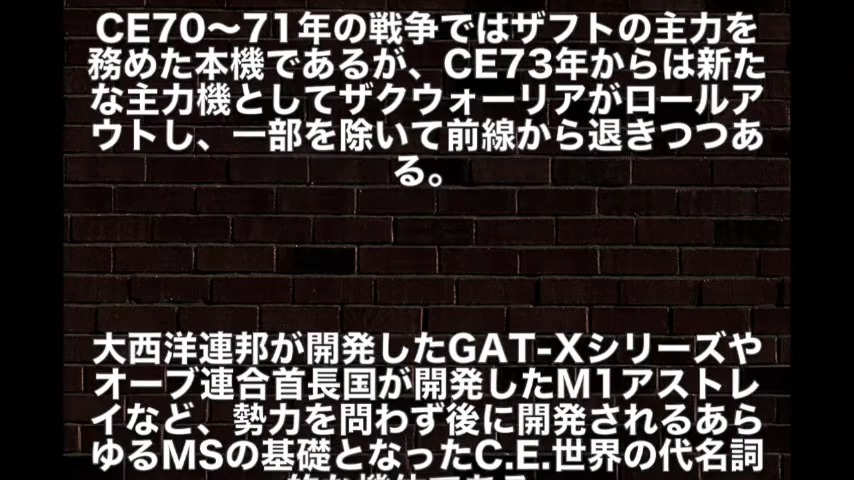 CE70〜71年の戦争ではザフトの主力を
務めた本機であるが、CE73年からは新た
な主力機としてザクウォーリアがロールア
ウトし、一部を除いて前線から退きつつあ
る。
大西洋連邦が開発したGAT-Xシリーズや
オーブ連合首長国が開発したM1アストレ
イなど、勢力を問わず後に開発されるあら
ゆるMSの基礎となったC.E.世界の代名詞